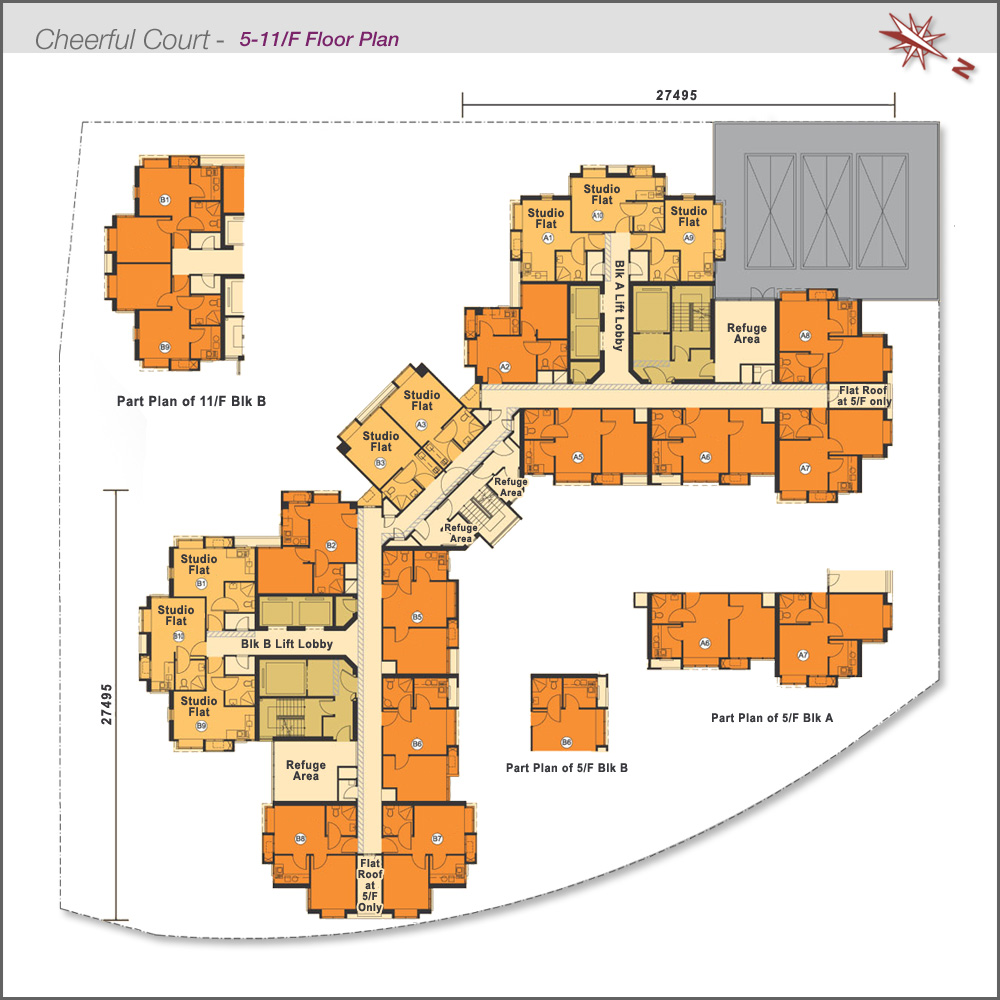 Cheerful Court - 5-11/F Floor Plan
N
27495
B1
B9
Part Plan of 11/F Blk B
Studio
Flat
A10
Studio
Flat
A1
Studio
Flat
A9
Blk A Lift Lobby
Refuge
Area
A8
A2
Flat Roof
at 5/F only
Studio
Flat
A3
Studio
Flat
B3
A5
A6
A7
Refuge
Area
Refuge
Area
27495
B2
Studio
Flat
B1
Studio
Flat
B10
Studio
Flat
B9
Blk B Lift Lobby
B5
B6
Refuge
Area
B8
B7
Flat
Roof
at
5/F
Only
A6
A7
Part Plan of 5/F Blk A
B6
Part Plan of 5/F Blk B